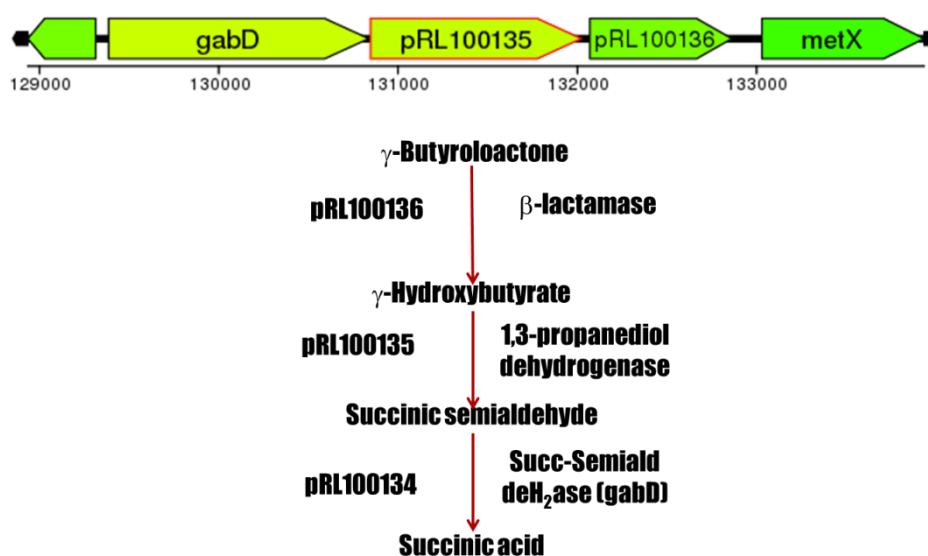 gabD pRL100135 pRL100136 metX
129000 130000 131000 132000 133000
γ-Butyroloactone
pRL100136 β-lactamase
γ-Hydroxybutyrate
pRL100135 1,3-propanediol
dehydrogenase
Succinic semialdehyde
pRL100134 Succ-Semiald
deH₂ase (gabD)
Succinic acid